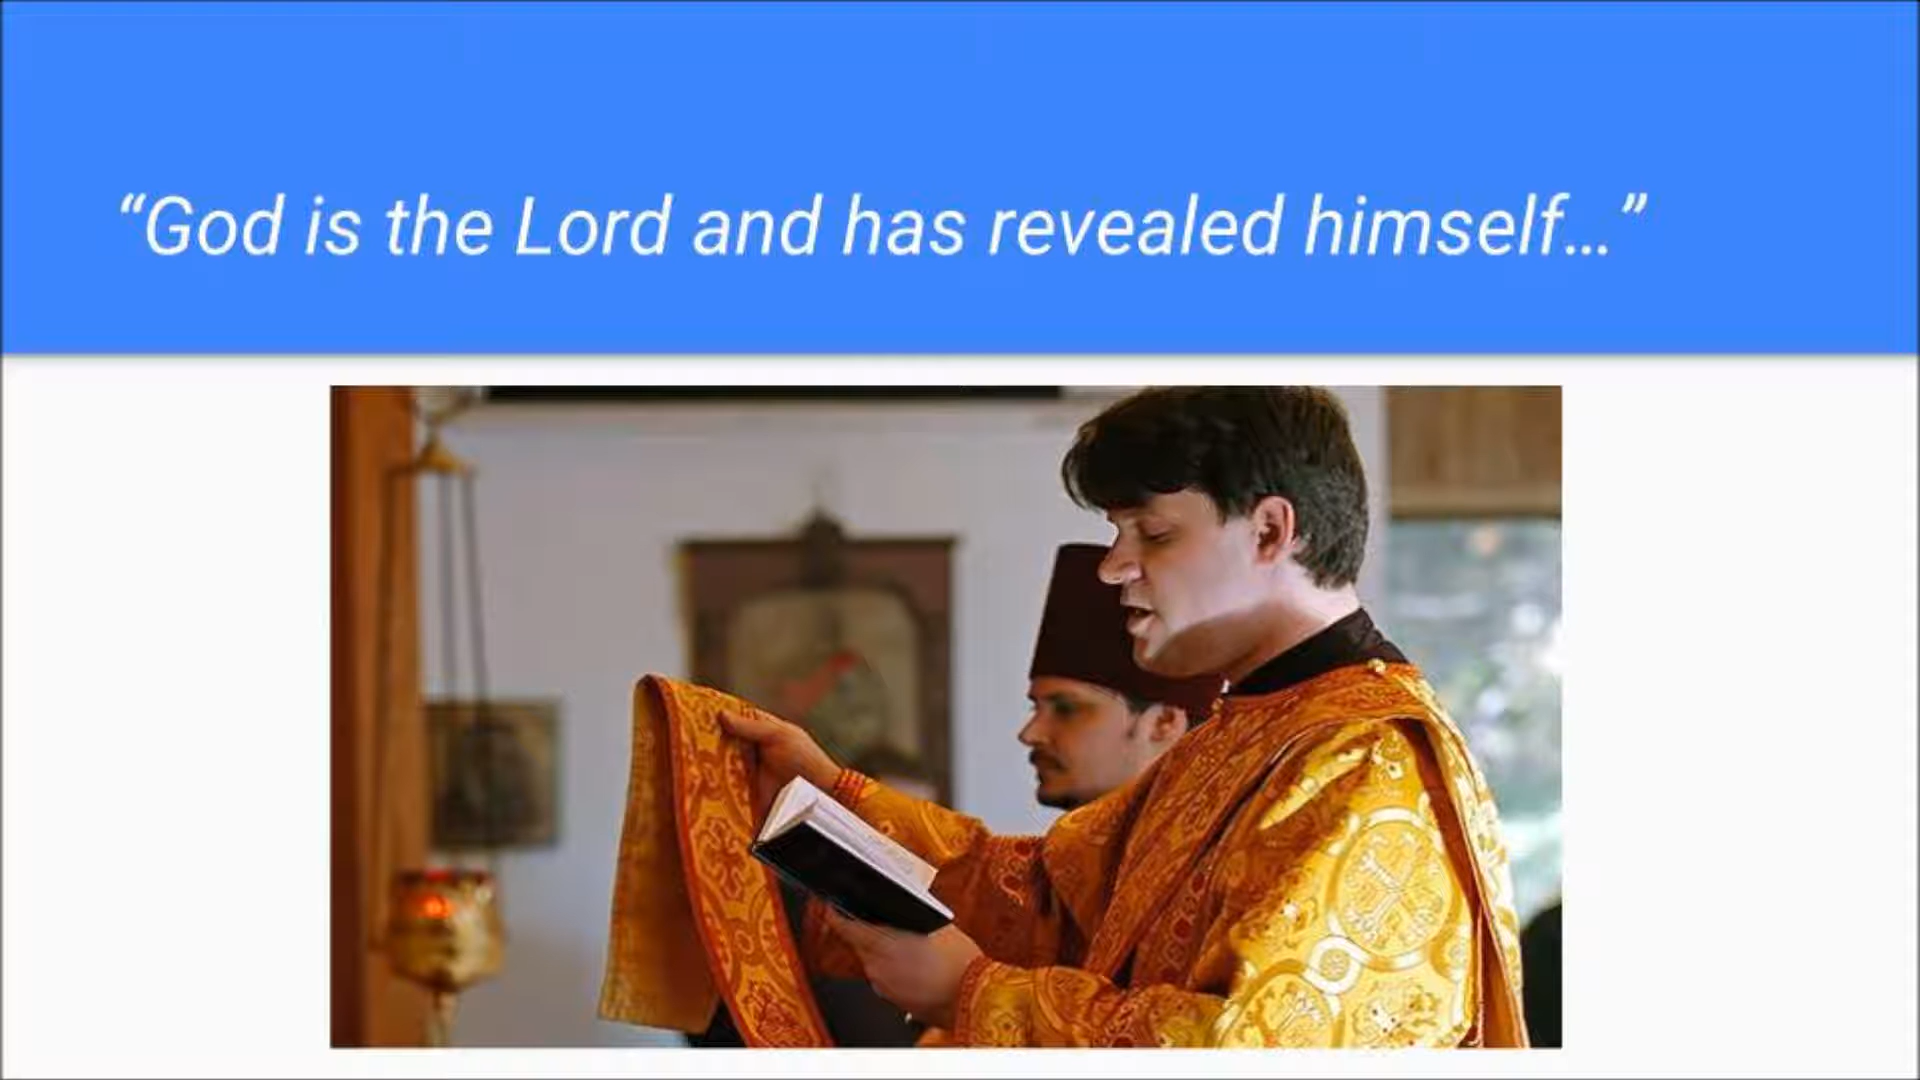 “God is the Lord and has revealed himself…”